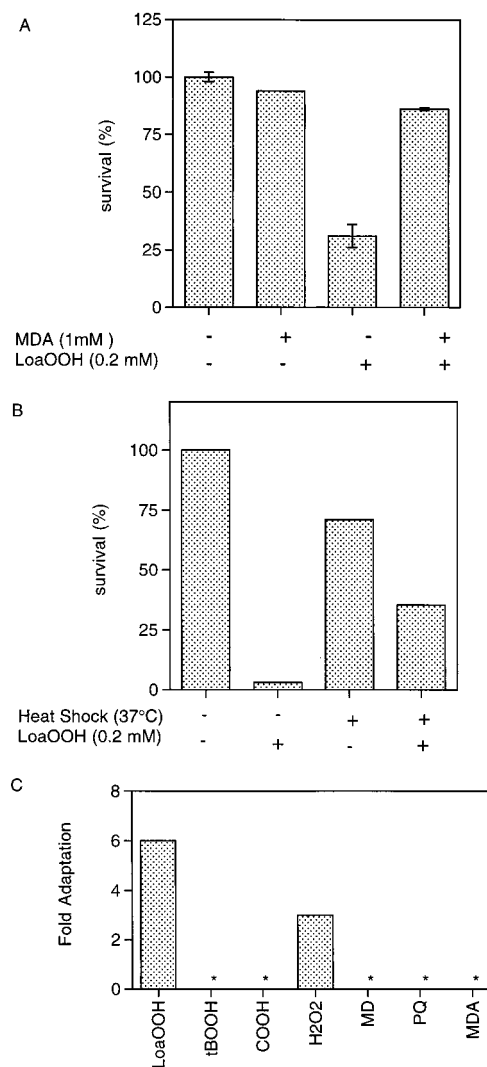 A
125
100
75
50
25
0
survival (%)
MDA (1mM ) - + - +
LoaOOH (0.2 mM) - - + +
B
100
75
50
25
0
survival (%)
Heat Shock (37°C) - - + +
LoaOOH (0.2 mM) - + - +
C
8
6
4
2
0
Fold Adaptation
* * * * *
LoaOOH tBOOH COOH H2O2 MD PQ MDA